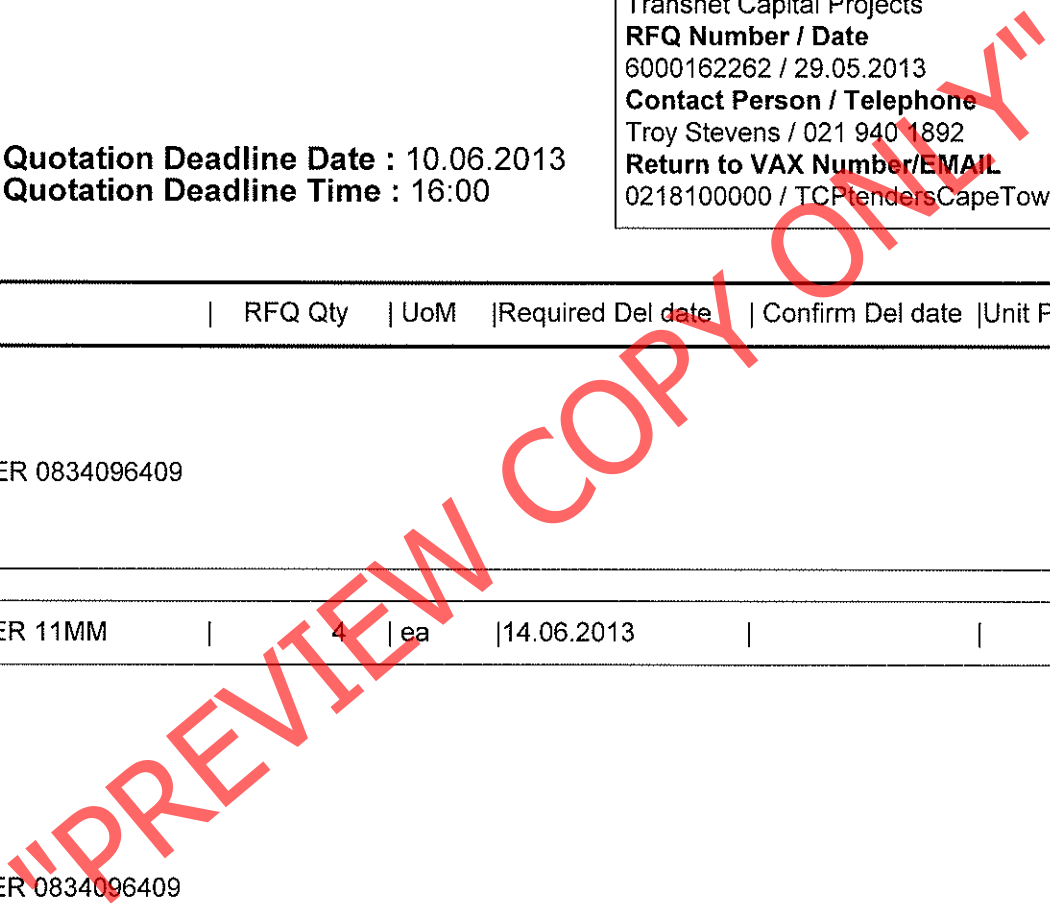 Transnet Capital Projects
RFQ Number / Date
6000162262 / 29.05.2013
Contact Person / Telephone
Troy Stevens / 021 940 1892
Quotation Deadline Date : 10.06.2013
Return to VAX Number/EMAIL
Quotation Deadline Time : 16:00
0218100000 / TCPtendersCapeTow
| RFQ Qty | UoM |Required Del date | Confirm Del date |Unit P
ER 0834096409
ER 11MM | 4 | ea |14.06.2013 | |
ER 0834096409
"PREVIEW COPY ONLY"